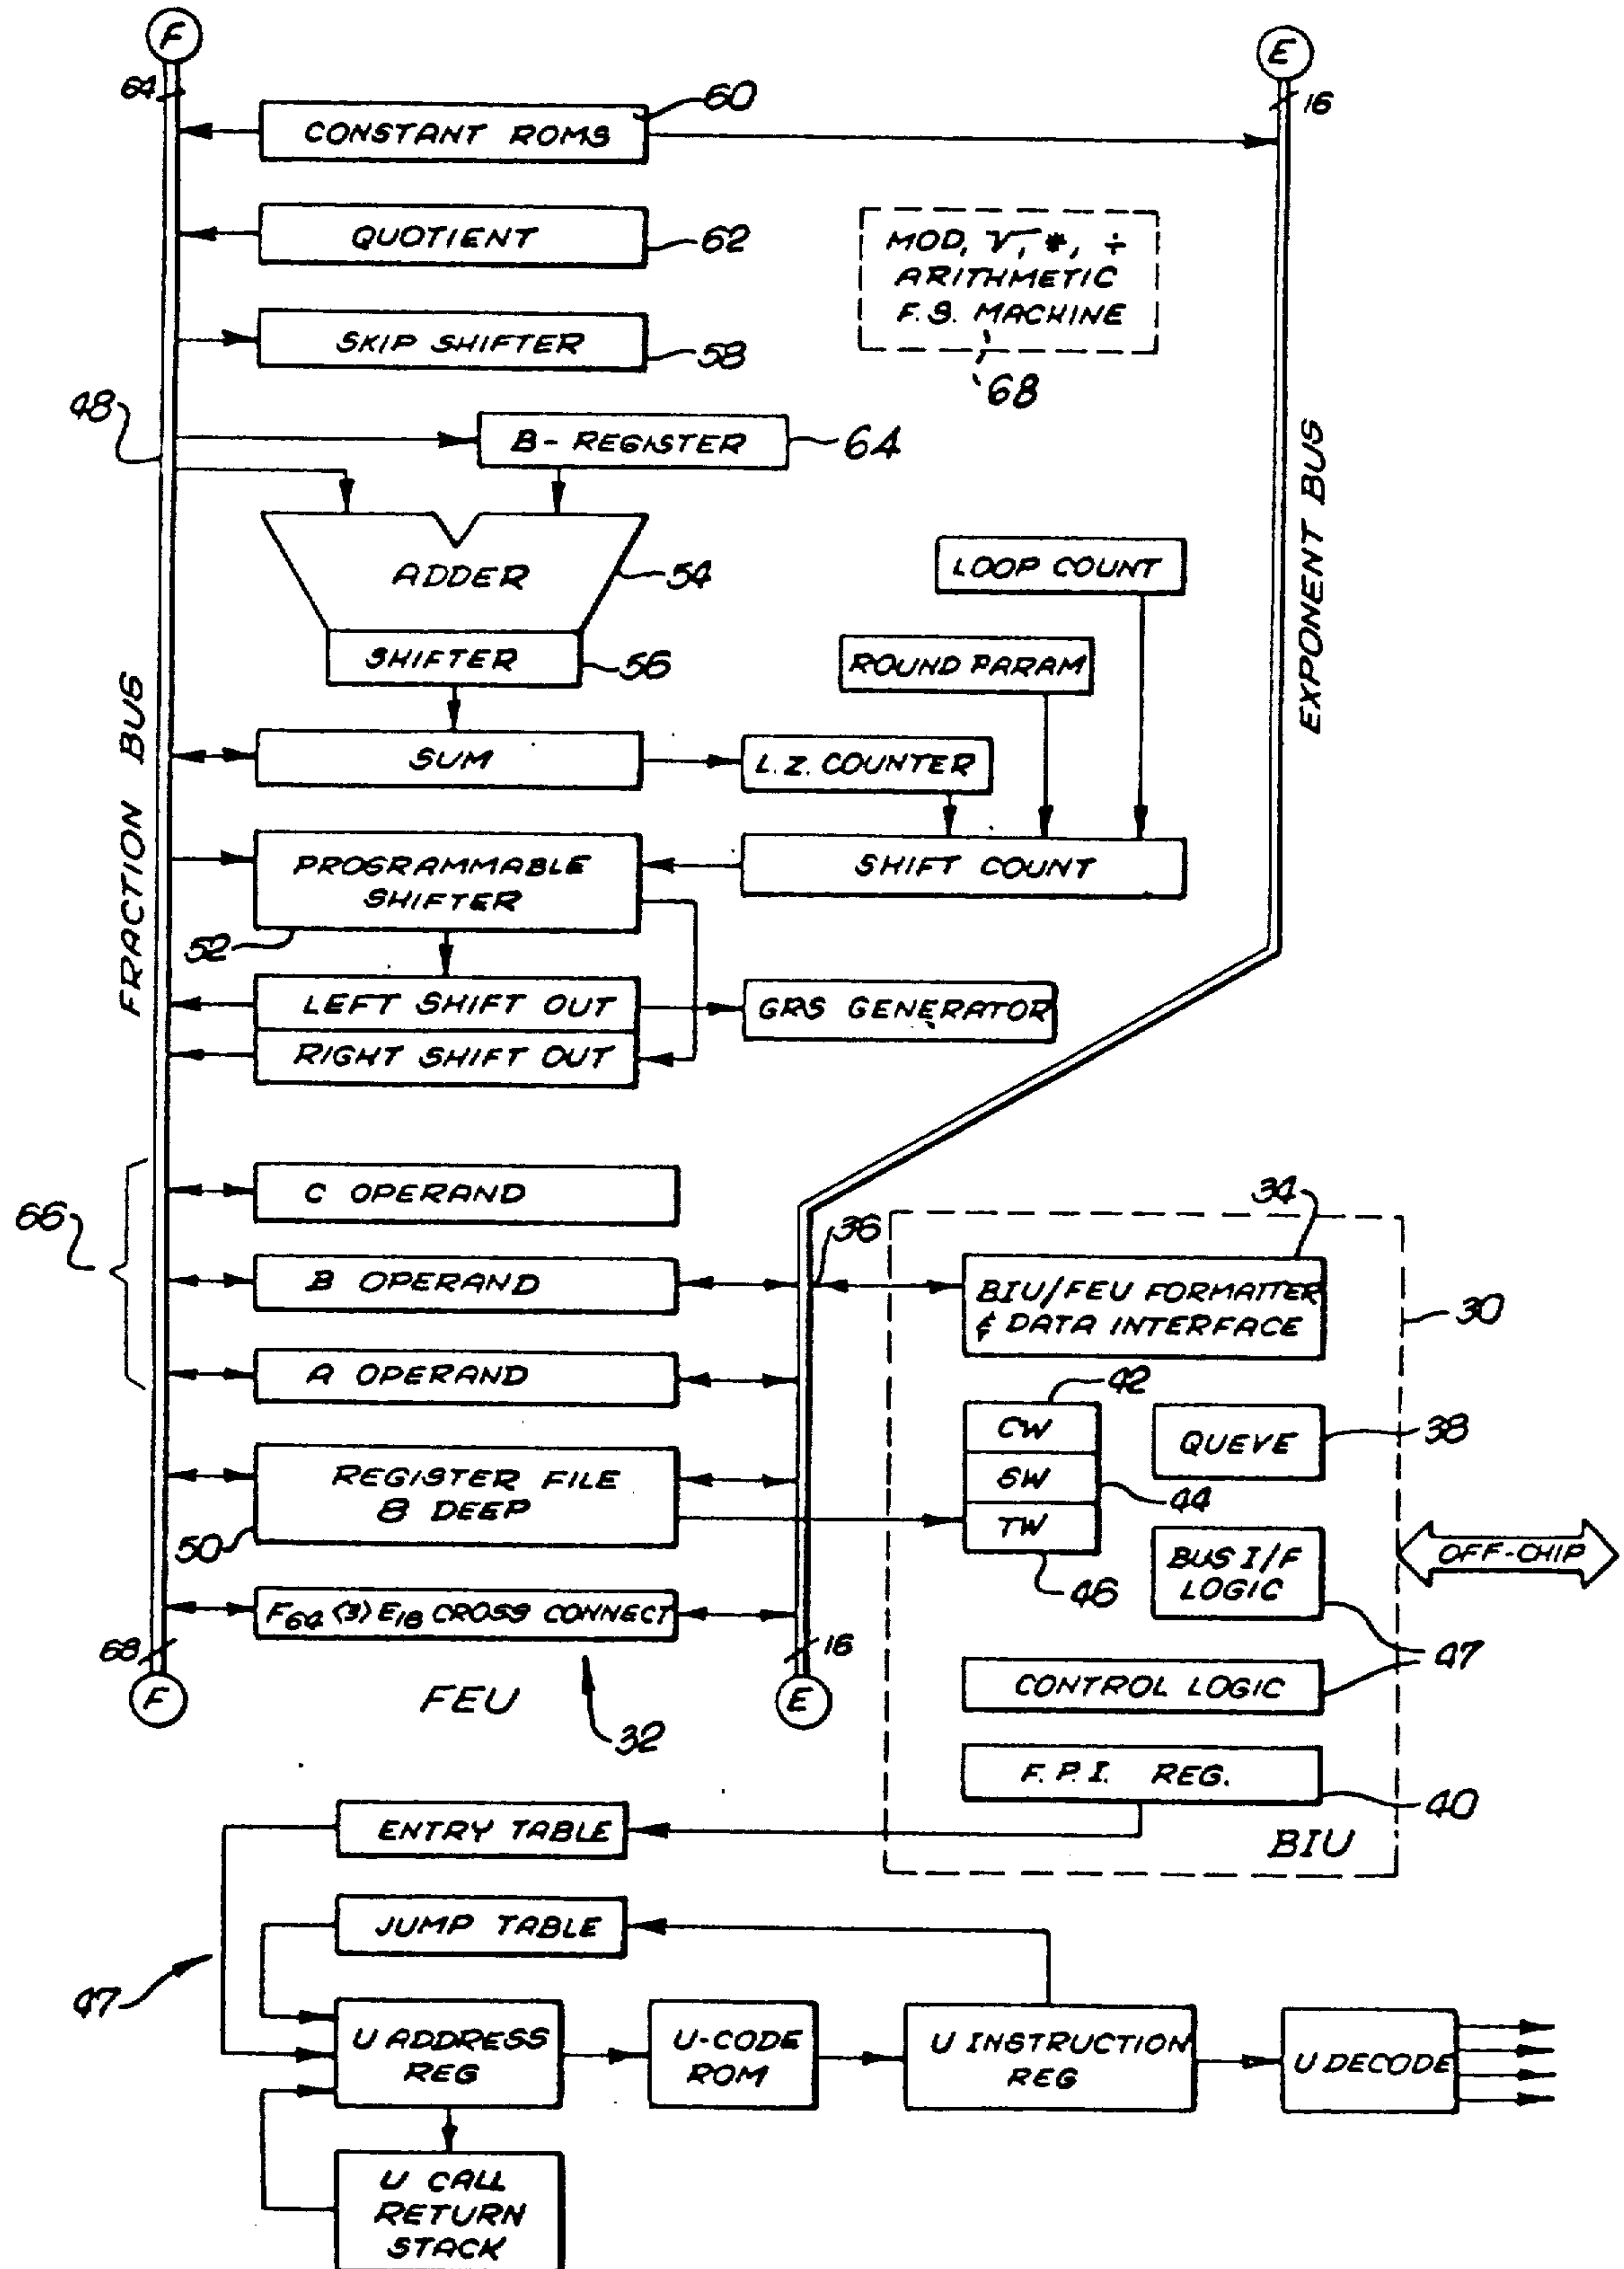 F
E
64
16
60
CONSTANT ROMS
QUOTIENT
62
MOD, √, *, ÷
ARITHMETIC
F.S. MACHINE
68
SKIP SHIFTER
58
48
B-REGISTER
64
ADDER
54
SHIFTER
56
LOOP COUNT
ROUND PARAM
EXPONENT BUS
FRACTION BUS
SUM
L.Z. COUNTER
PROGRAMMABLE
SHIFTER
52
SHIFT COUNT
LEFT SHIFT OUT
GRS GENERATOR
RIGHT SHIFT OUT
66
C OPERAND
B OPERAND
A OPERAND
36
34
BIU/FEU FORMATTER
& DATA INTERFACE
30
REGISTER FILE
8 DEEP
50
42
CW
SW
44
TW
46
QUEVE
38
BUS I/F
LOGIC
OFF-CHIP
F64 <3> E18 CROSS CONNECT
68
16
F
FEU
32
E
47
CONTROL LOGIC
F.P.I. REG.
40
BIU
ENTRY TABLE
JUMP TABLE
47
U ADDRESS
REG
U-CODE
ROM
U INSTRUCTION
REG
U DECODE
U CALL
RETURN
STACK